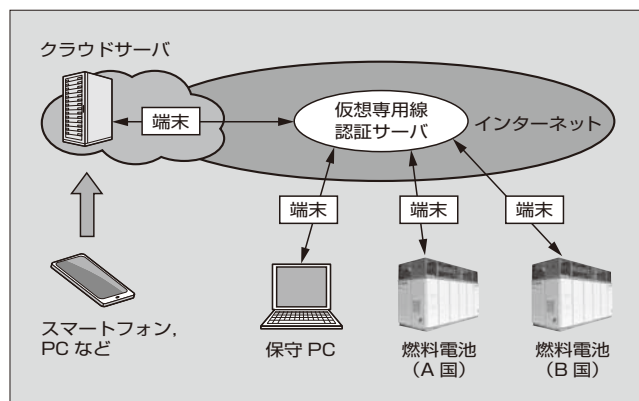 クラウドサーバ
端末
仮想専用線
認証サーバ
インターネット
端末
端末
端末
スマートフォン,
PC など
保守 PC
燃料電池
(A 国)
燃料電池
(B 国)